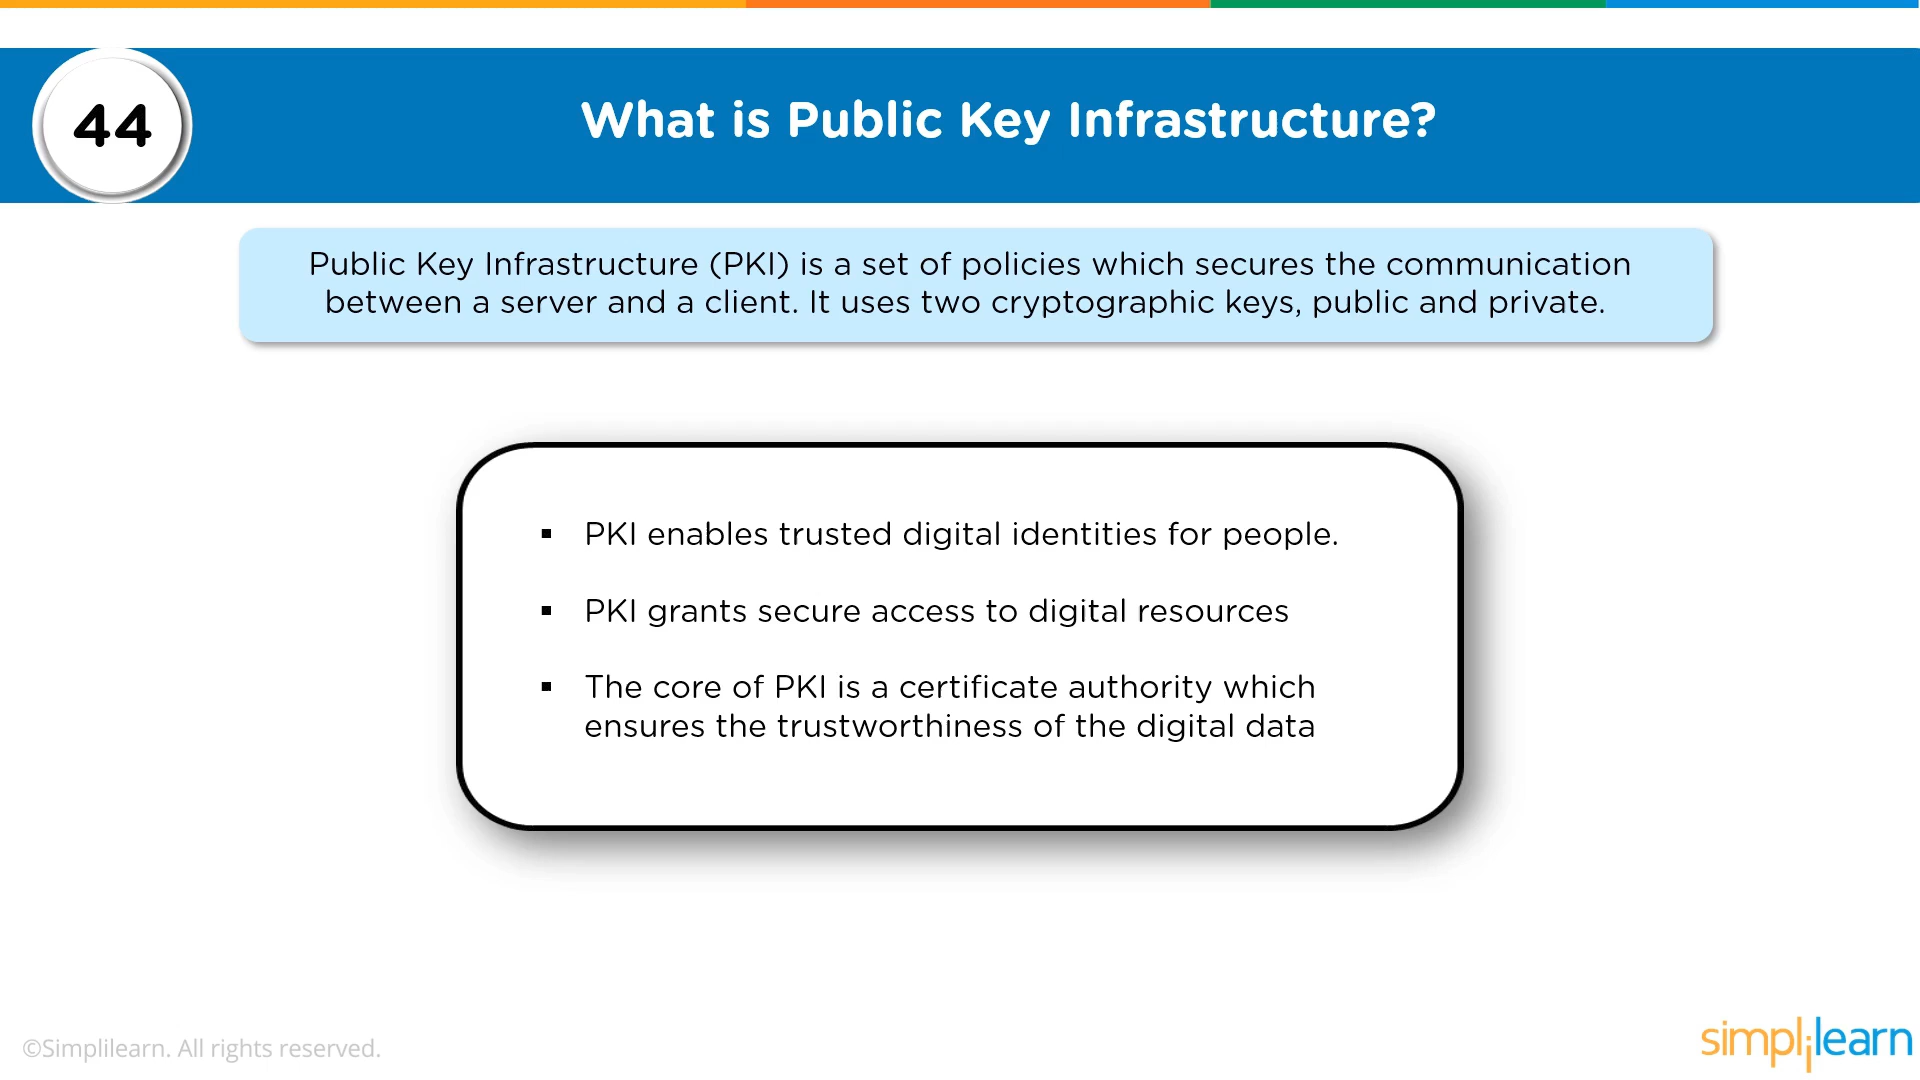 44
What is Public Key Infrastructure?
Public Key Infrastructure (PKI) is a set of policies which secures the communication
between a server and a client. It uses two cryptographic keys, public and private.
▪ PKI enables trusted digital identities for people.
▪ PKI grants secure access to digital resources
▪ The core of PKI is a certificate authority which
ensures the trustworthiness of the digital data
©Simplilearn. All rights reserved.
simplilearn